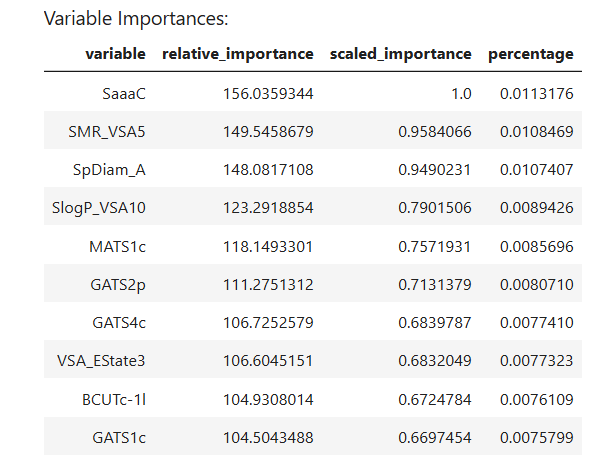 Variable Importances:
variable relative_importance scaled_importance percentage
SaaaC 156.0359344 1.0 0.0113176
SMR_VSA5 149.5458679 0.9584066 0.0108469
SpDiam_A 148.0817108 0.9490231 0.0107407
SlogP_VSA10 123.2918854 0.7901506 0.0089426
MATS1c 118.1493301 0.7571931 0.0085696
GATS2p 111.2751312 0.7131379 0.0080710
GATS4c 106.7252579 0.6839787 0.0077410
VSA_EState3 106.6045151 0.6832049 0.0077323
BCUTc-1l 104.9308014 0.6724784 0.0076109
GATS1c 104.5043488 0.6697454 0.0075799